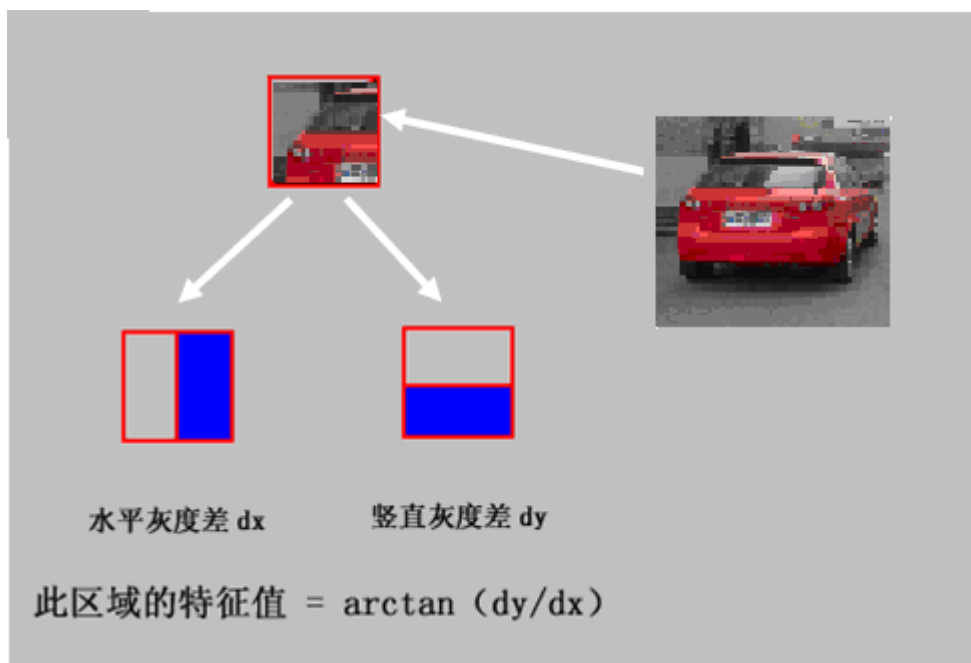 水平灰度差 dx
竖直灰度差 dy
此区域的特征值 = arctan（dy/dx）